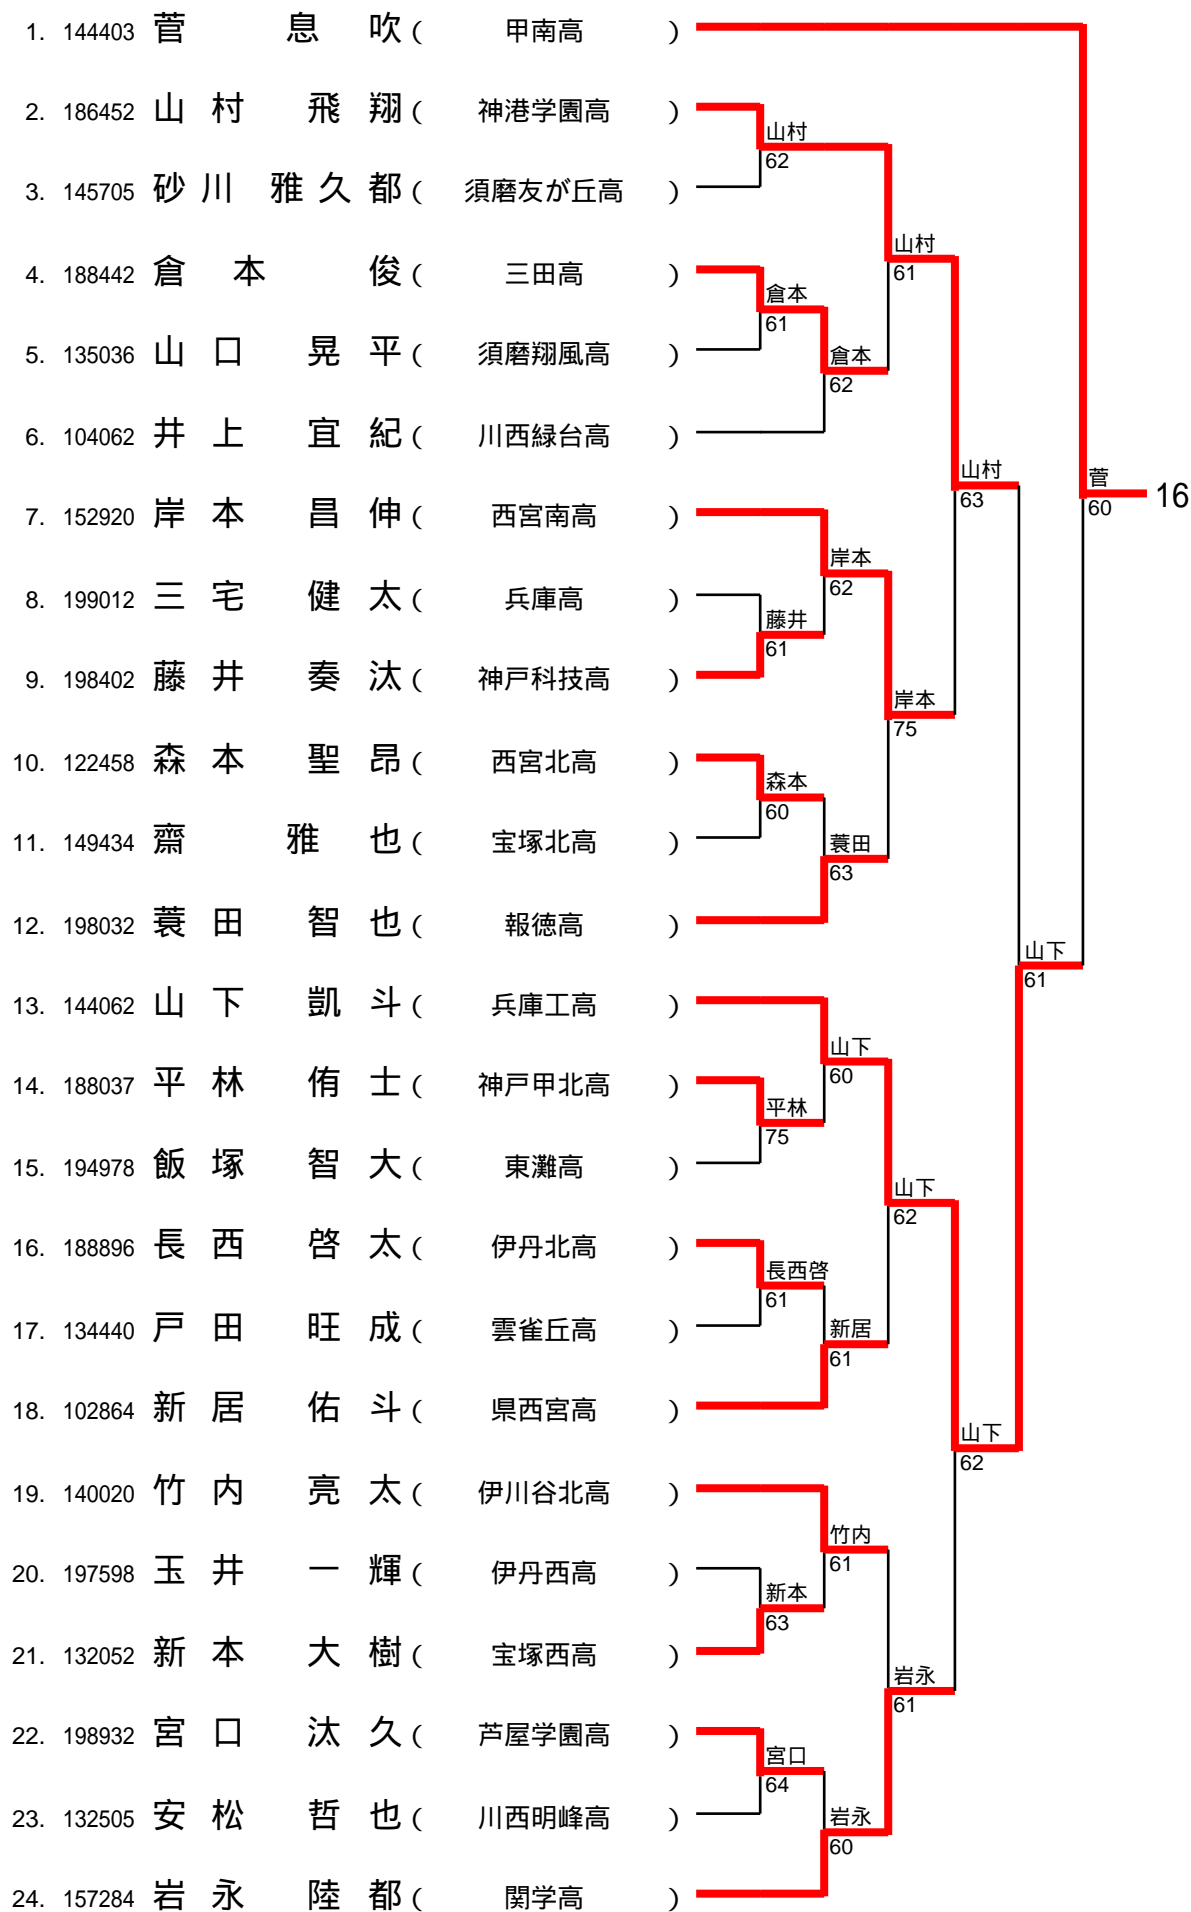 1. 144403 菅 息 吹 ( 甲南高 )
2. 186452 山 村 飛 翔 ( 神港学園高 )
山村
62
3. 145705 砂 川 雅 久 都 ( 須磨友が丘高 )
山村
61
4. 188442 倉 本 俊 ( 三田高 )
倉本
61
5. 135036 山 口 晃 平 ( 須磨翔風高 )
倉本
62
6. 104062 井 上 宜 紀 ( 川西緑台高 )
山村
63
菅
60
16
7. 152920 岸 本 昌 伸 ( 西宮南高 )
岸本
62
8. 199012 三 宅 健 太 ( 兵庫高 )
藤井
61
9. 198402 藤 井 奏 汰 ( 神戸科技高 )
岸本
75
10. 122458 森 本 聖 昂 ( 西宮北高 )
森本
60
11. 149434 齋 雅 也 ( 宝塚北高 )
蓑田
63
12. 198032 蓑 田 智 也 ( 報徳高 )
山下
61
13. 144062 山 下 凱 斗 ( 兵庫工高 )
山下
60
14. 188037 平 林 侑 士 ( 神戸甲北高 )
平林
75
15. 194978 飯 塚 智 大 ( 東灘高 )
山下
62
16. 188896 長 西 啓 太 ( 伊丹北高 )
長西啓
61
17. 134440 戸 田 旺 成 ( 雲雀丘高 )
新居
61
18. 102864 新 居 佑 斗 ( 県西宮高 )
山下
62
19. 140020 竹 内 亮 太 ( 伊川谷北高 )
竹内
61
20. 197598 玉 井 一 輝 ( 伊丹西高 )
新本
63
21. 132052 新 本 大 樹 ( 宝塚西高 )
岩永
61
22. 198932 宮 口 汰 久 ( 芦屋学園高 )
宮口
64
23. 132505 安 松 哲 也 ( 川西明峰高 )
岩永
60
24. 157284 岩 永 陸 都 ( 関学高 )